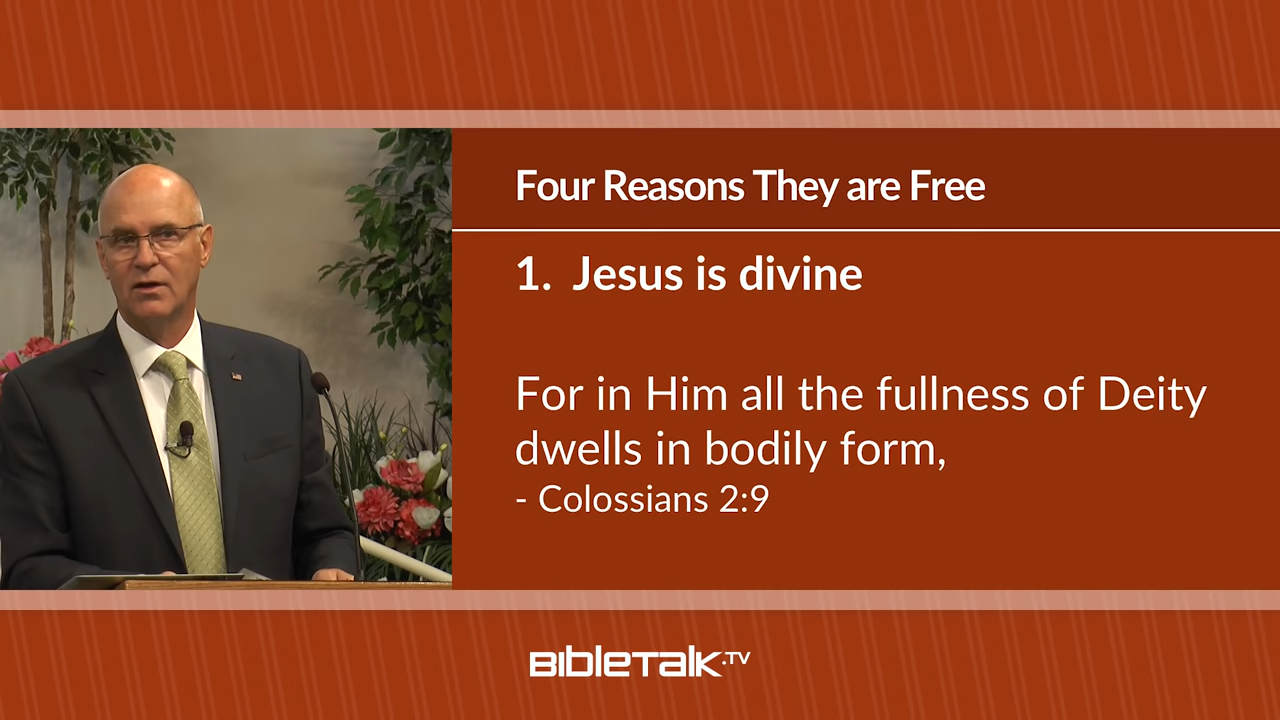 Four Reasons They are Free
1. Jesus is divine
For in Him all the fullness of Deity
dwells in bodily form,
- Colossians 2:9
BIBLETALK.TV